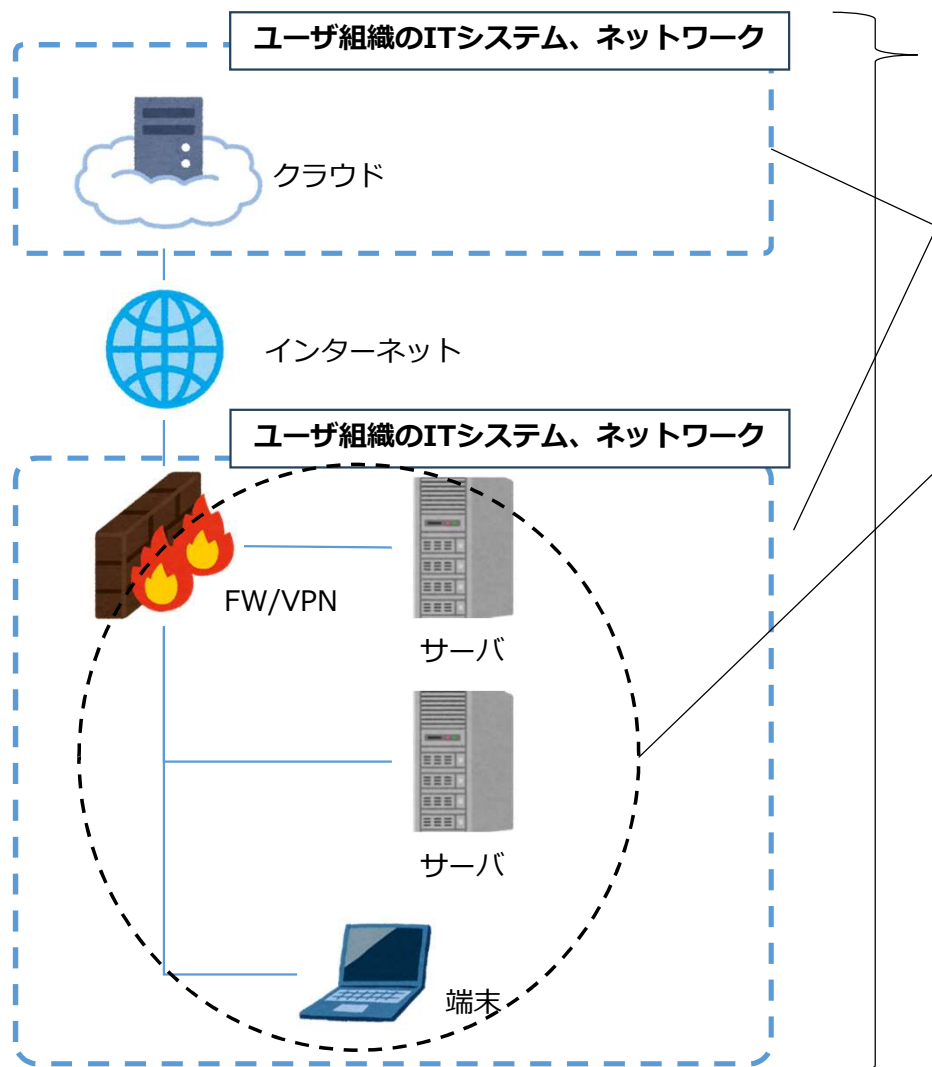 ユーザ組織のITシステム、ネットワーク
クラウド
インターネット
ユーザ組織のITシステム、ネットワーク
FW/VPN
サーバ
サーバ
端末